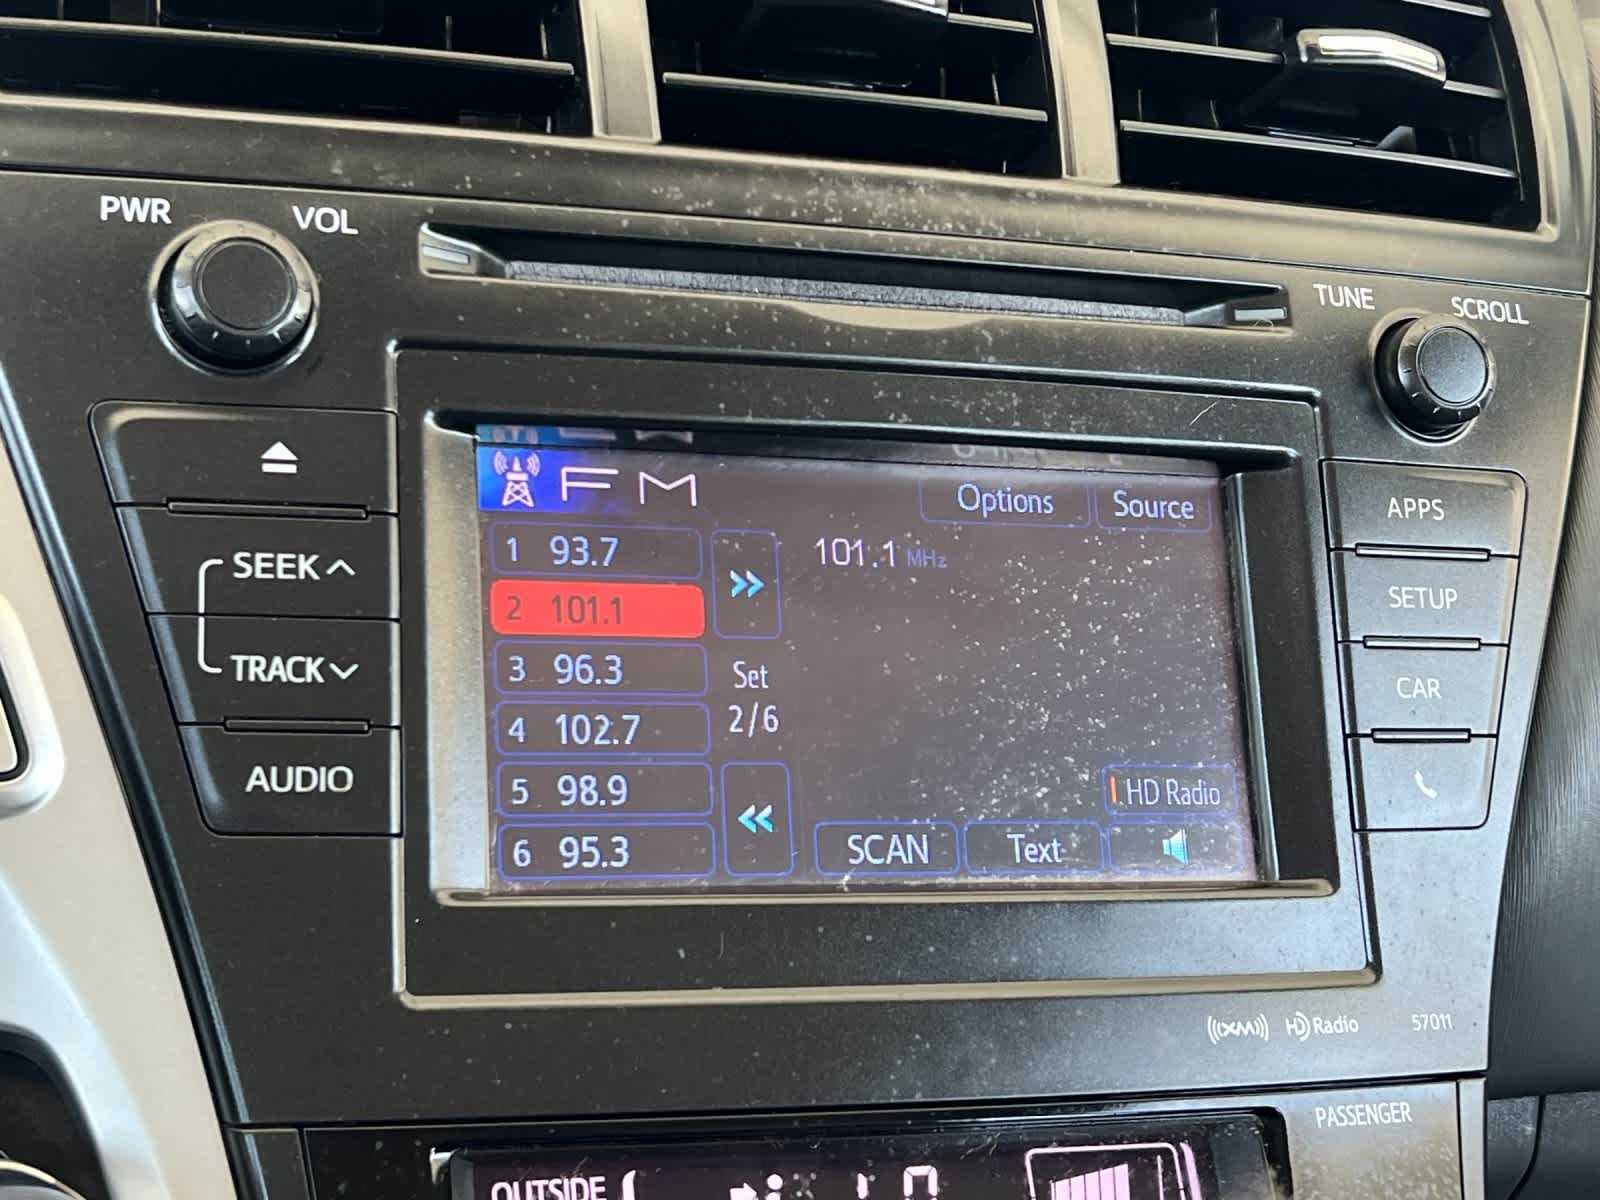 PWR VOL
TUNE SCROLL
FM
Options Source
1 93.7
101.1 MHz
2 101.1
3 96.3
4 102.7
5 98.9
6 95.3
Set
2/6
HD Radio
SCAN Text
SEEK
TRACK
AUDIO
APPS
SETUP
CAR
((XM)) HD Radio 57011
PASSENGER
OUTSIDE